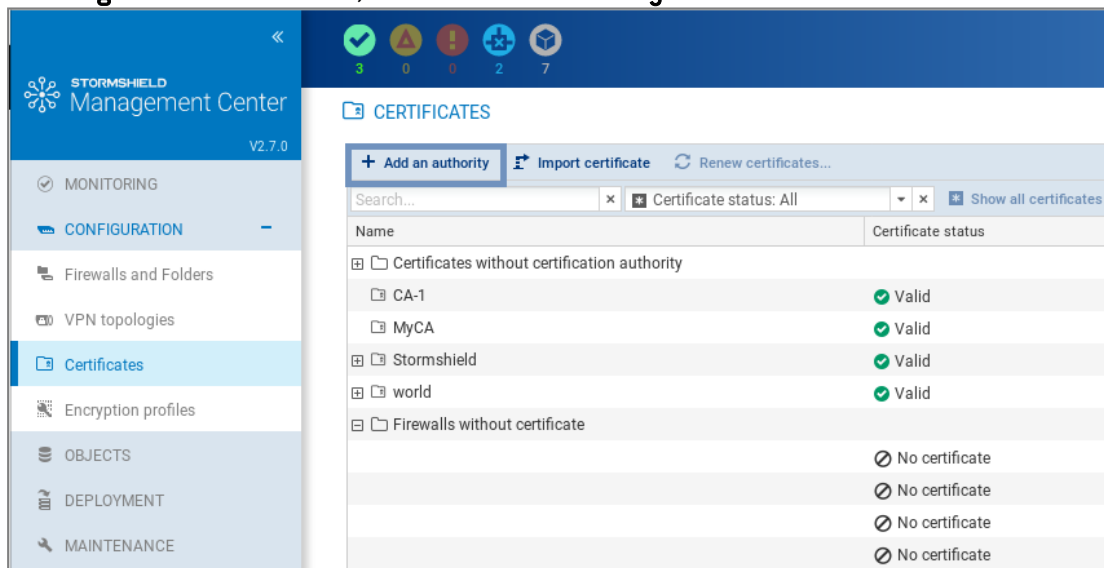 «
STORMSHIELD
Management Center
V2.7.0
3 0 0 2 7
MONITORING
CONFIGURATION
Firewalls and Folders
VPN topologies
Certificates
Encryption profiles
OBJECTS
DEPLOYMENT
MAINTENANCE
CERTIFICATES
+ Add an authority Import certificate Renew certificates...
Search... Certificate status: All Show all certificates
Name Certificate status
Certificates without certification authority
CA-1 Valid
MyCA Valid
Stormshield Valid
world Valid
Firewalls without certificate
No certificate
No certificate
No certificate
No certificate